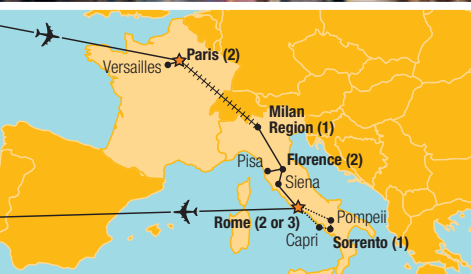 Paris (2)
Versailles
Milan
Region (1)
Pisa
Florence (2)
Siena
Rome (2 or 3)
Pompeii
Capri
Sorrento (1)